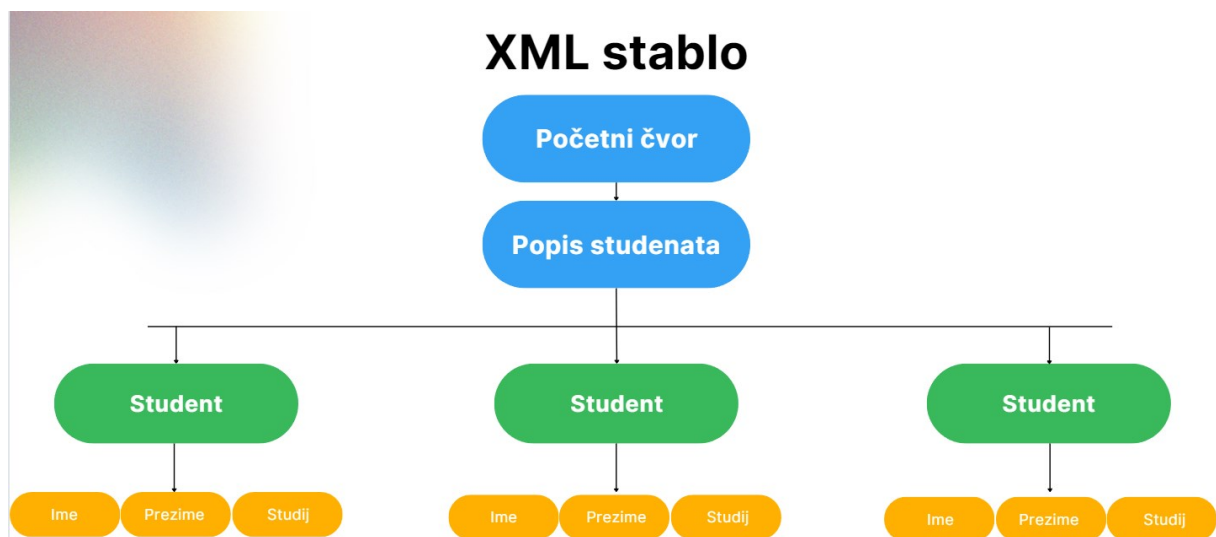 XML stablo
Početni čvor
Popis studenata
Student
Student
Student
Ime
Prezime
Studij
Ime
Prezime
Studij
Ime
Prezime
Studij